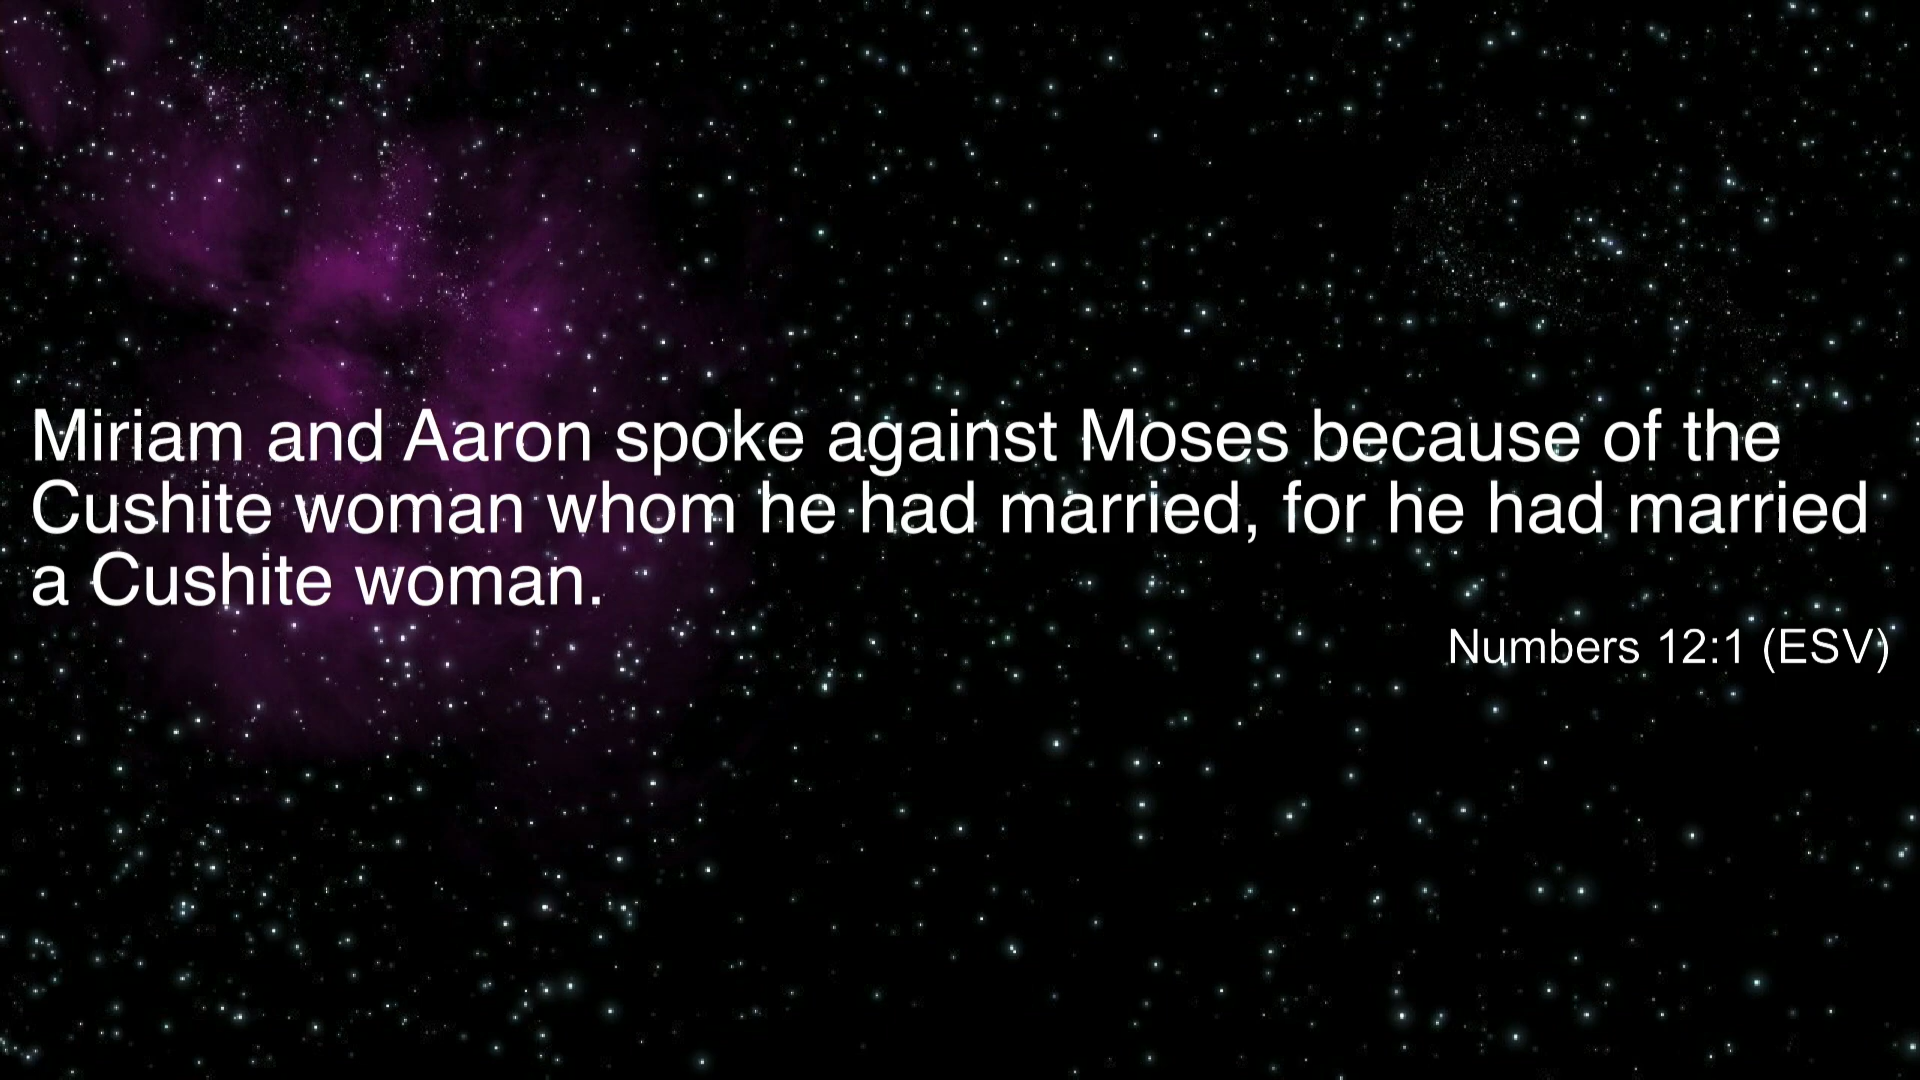 Miriam and Aaron spoke against Moses because of the
Cushite woman whom he had married, for he had married
a Cushite woman.
Numbers 12:1 (ESV)